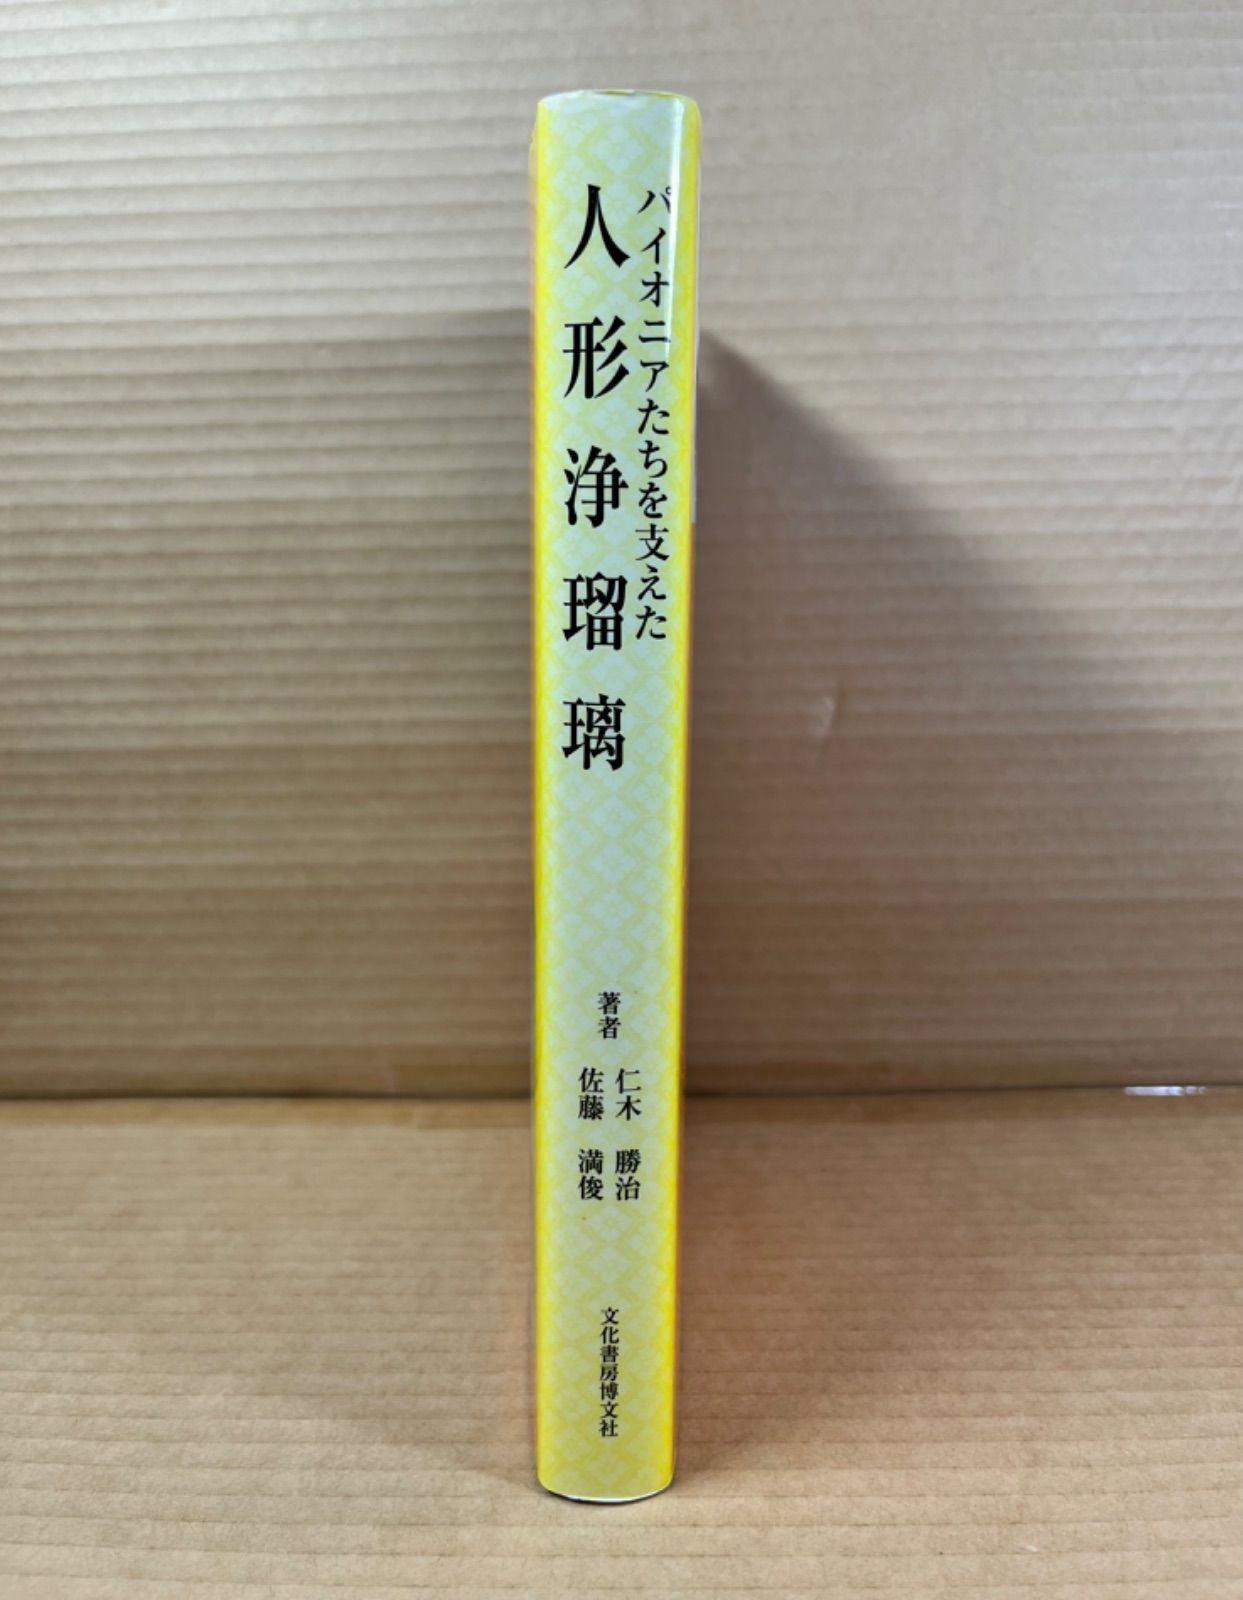 パイオニアたちを支えた
人形浄瑠璃
著者
仁木 勝治
佐藤 満俊
文化書房博文社